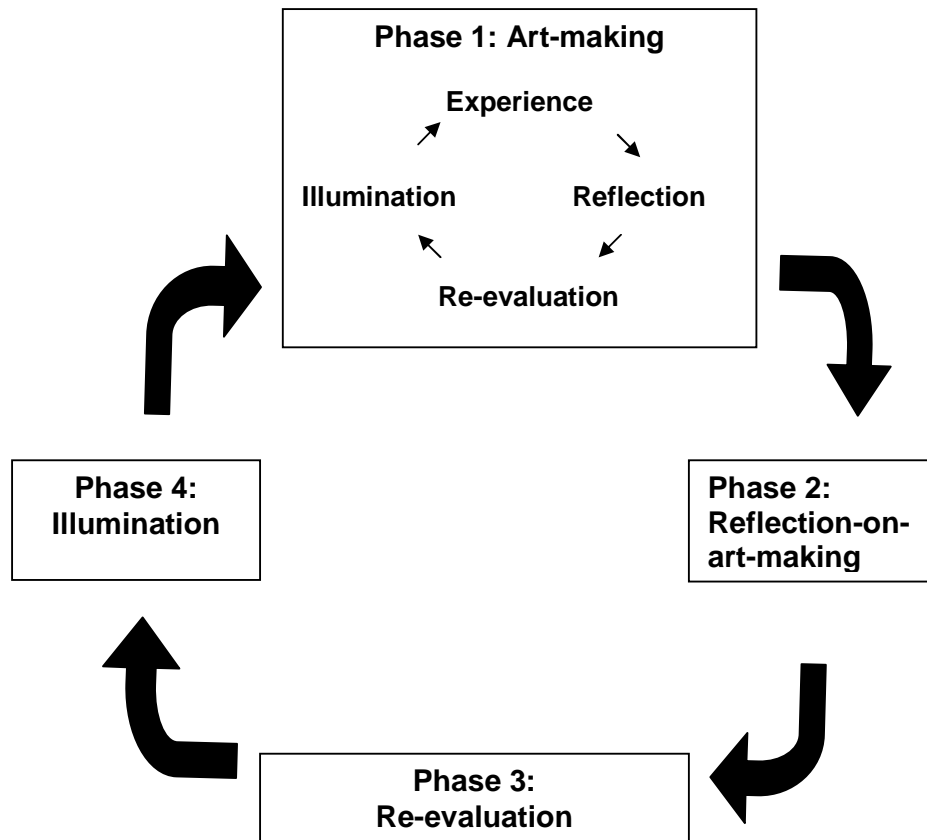 Phase 1: Art-making
Experience
Illumination
Reflection
Re-evaluation
Phase 4:
Illumination
Phase 2:
Reflection-on-
art-making
Phase 3:
Re-evaluation